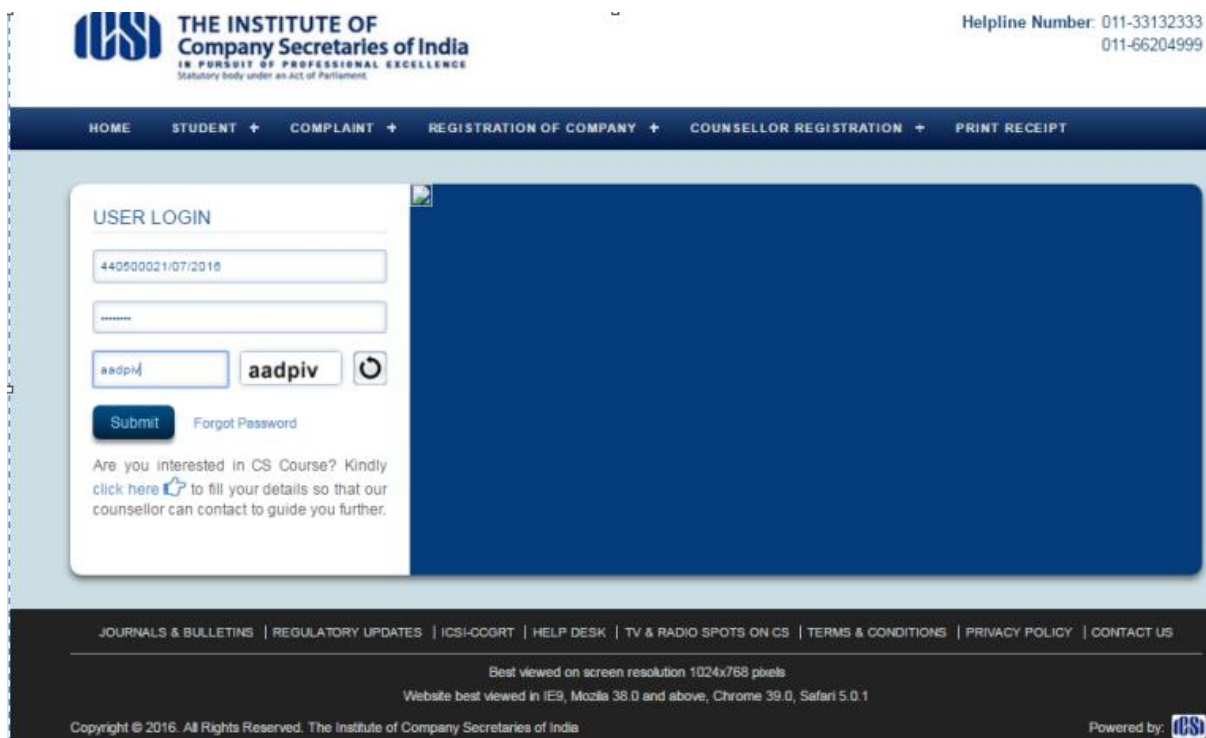 ICSI
THE INSTITUTE OF
Company Secretaries of India
IN PURSUIT OF PROFESSIONAL EXCELLENCE
Statutory body under an Act of Parliament
Helpline Number: 011-33132333
011-66204999
HOME STUDENT + COMPLAINT + REGISTRATION OF COMPANY + COUNSELLOR REGISTRATION + PRINT RECEIPT
USER LOGIN
440500021/07/2016
aadpiv aadpiv
Submit Forgot Password
Are you interested in CS Course? Kindly
click here to fill your details so that our
counsellor can contact to guide you further.
JOURNALS & BULLETINS | REGULATORY UPDATES | ICSI-CCGRT | HELP DESK | TV & RADIO SPOTS ON CS | TERMS & CONDITIONS | PRIVACY POLICY | CONTACT US
Best viewed on screen resolution 1024x768 pixels
Website best viewed in IE9, Mozilla 38.0 and above, Chrome 39.0, Safari 5.0.1
Copyright © 2016. All Rights Reserved. The Institute of Company Secretaries of India
Powered by: ICSI